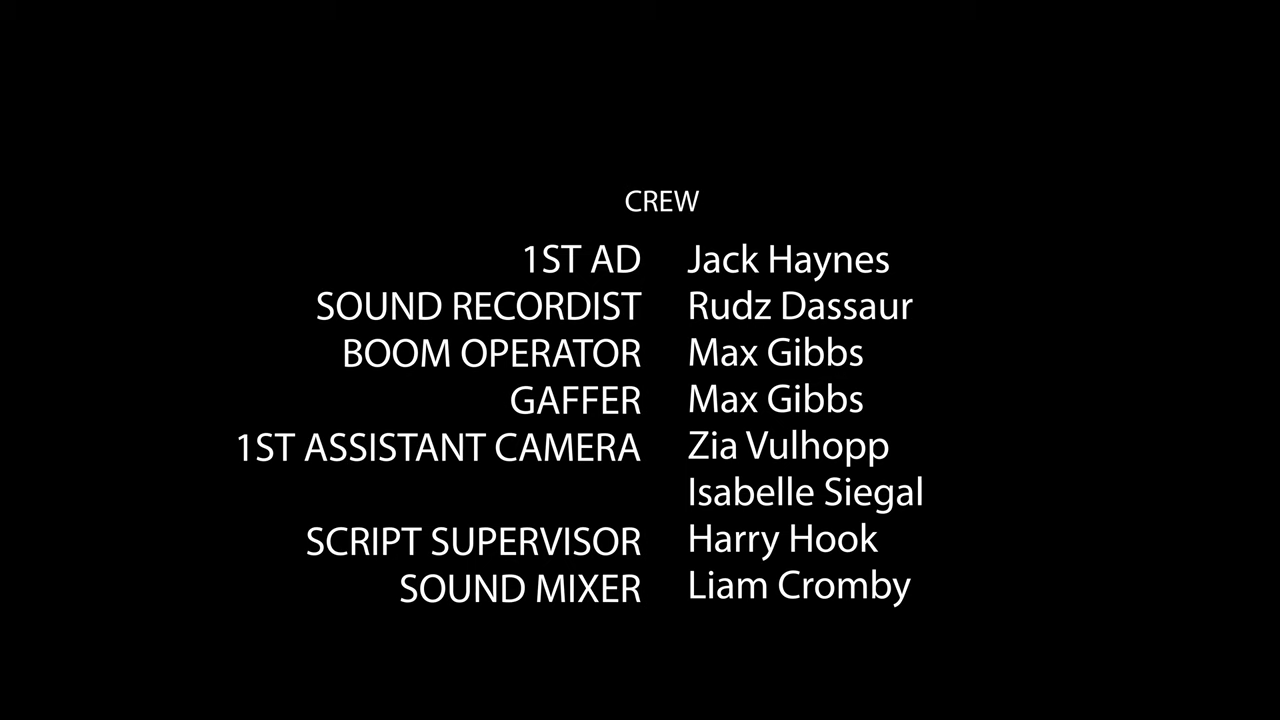 CREW
1ST AD Jack Haynes
SOUND RECORDIST Rudz Dassaur
BOOM OPERATOR Max Gibbs
GAFFER Max Gibbs
1ST ASSISTANT CAMERA Zia Vulhopp
Isabelle Siegal
SCRIPT SUPERVISOR Harry Hook
SOUND MIXER Liam Cromby